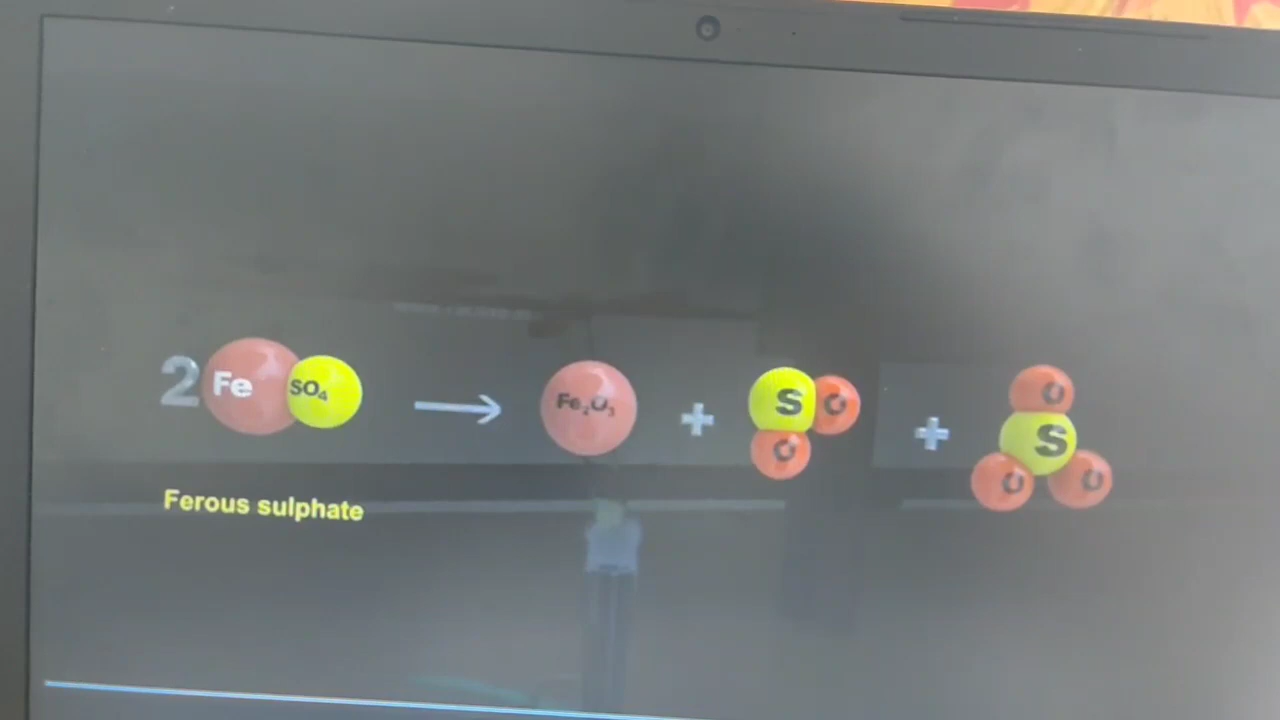 2 Fe SO₄ → Fe₂O₃ + S O O + O S O O
Ferous sulphate